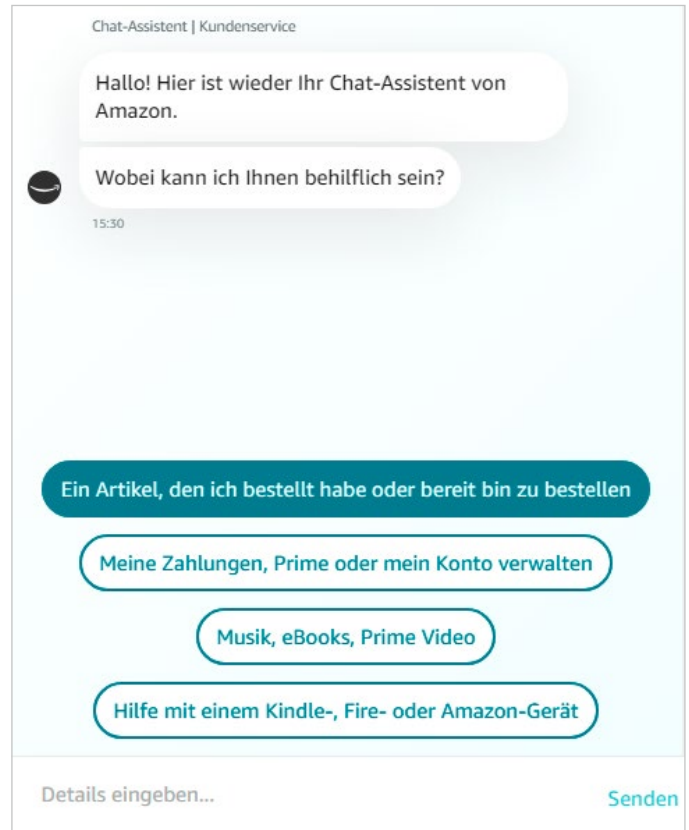 Chat-Assistent | Kundenservice
Hallo! Hier ist wieder Ihr Chat-Assistent von
Amazon.
Wobei kann ich Ihnen behilflich sein?
15:30
Ein Artikel, den ich bestellt habe oder bereit bin zu bestellen
Meine Zahlungen, Prime oder mein Konto verwalten
Musik, eBooks, Prime Video
Hilfe mit einem Kindle-, Fire- oder Amazon-Gerät
Details eingeben...
Senden